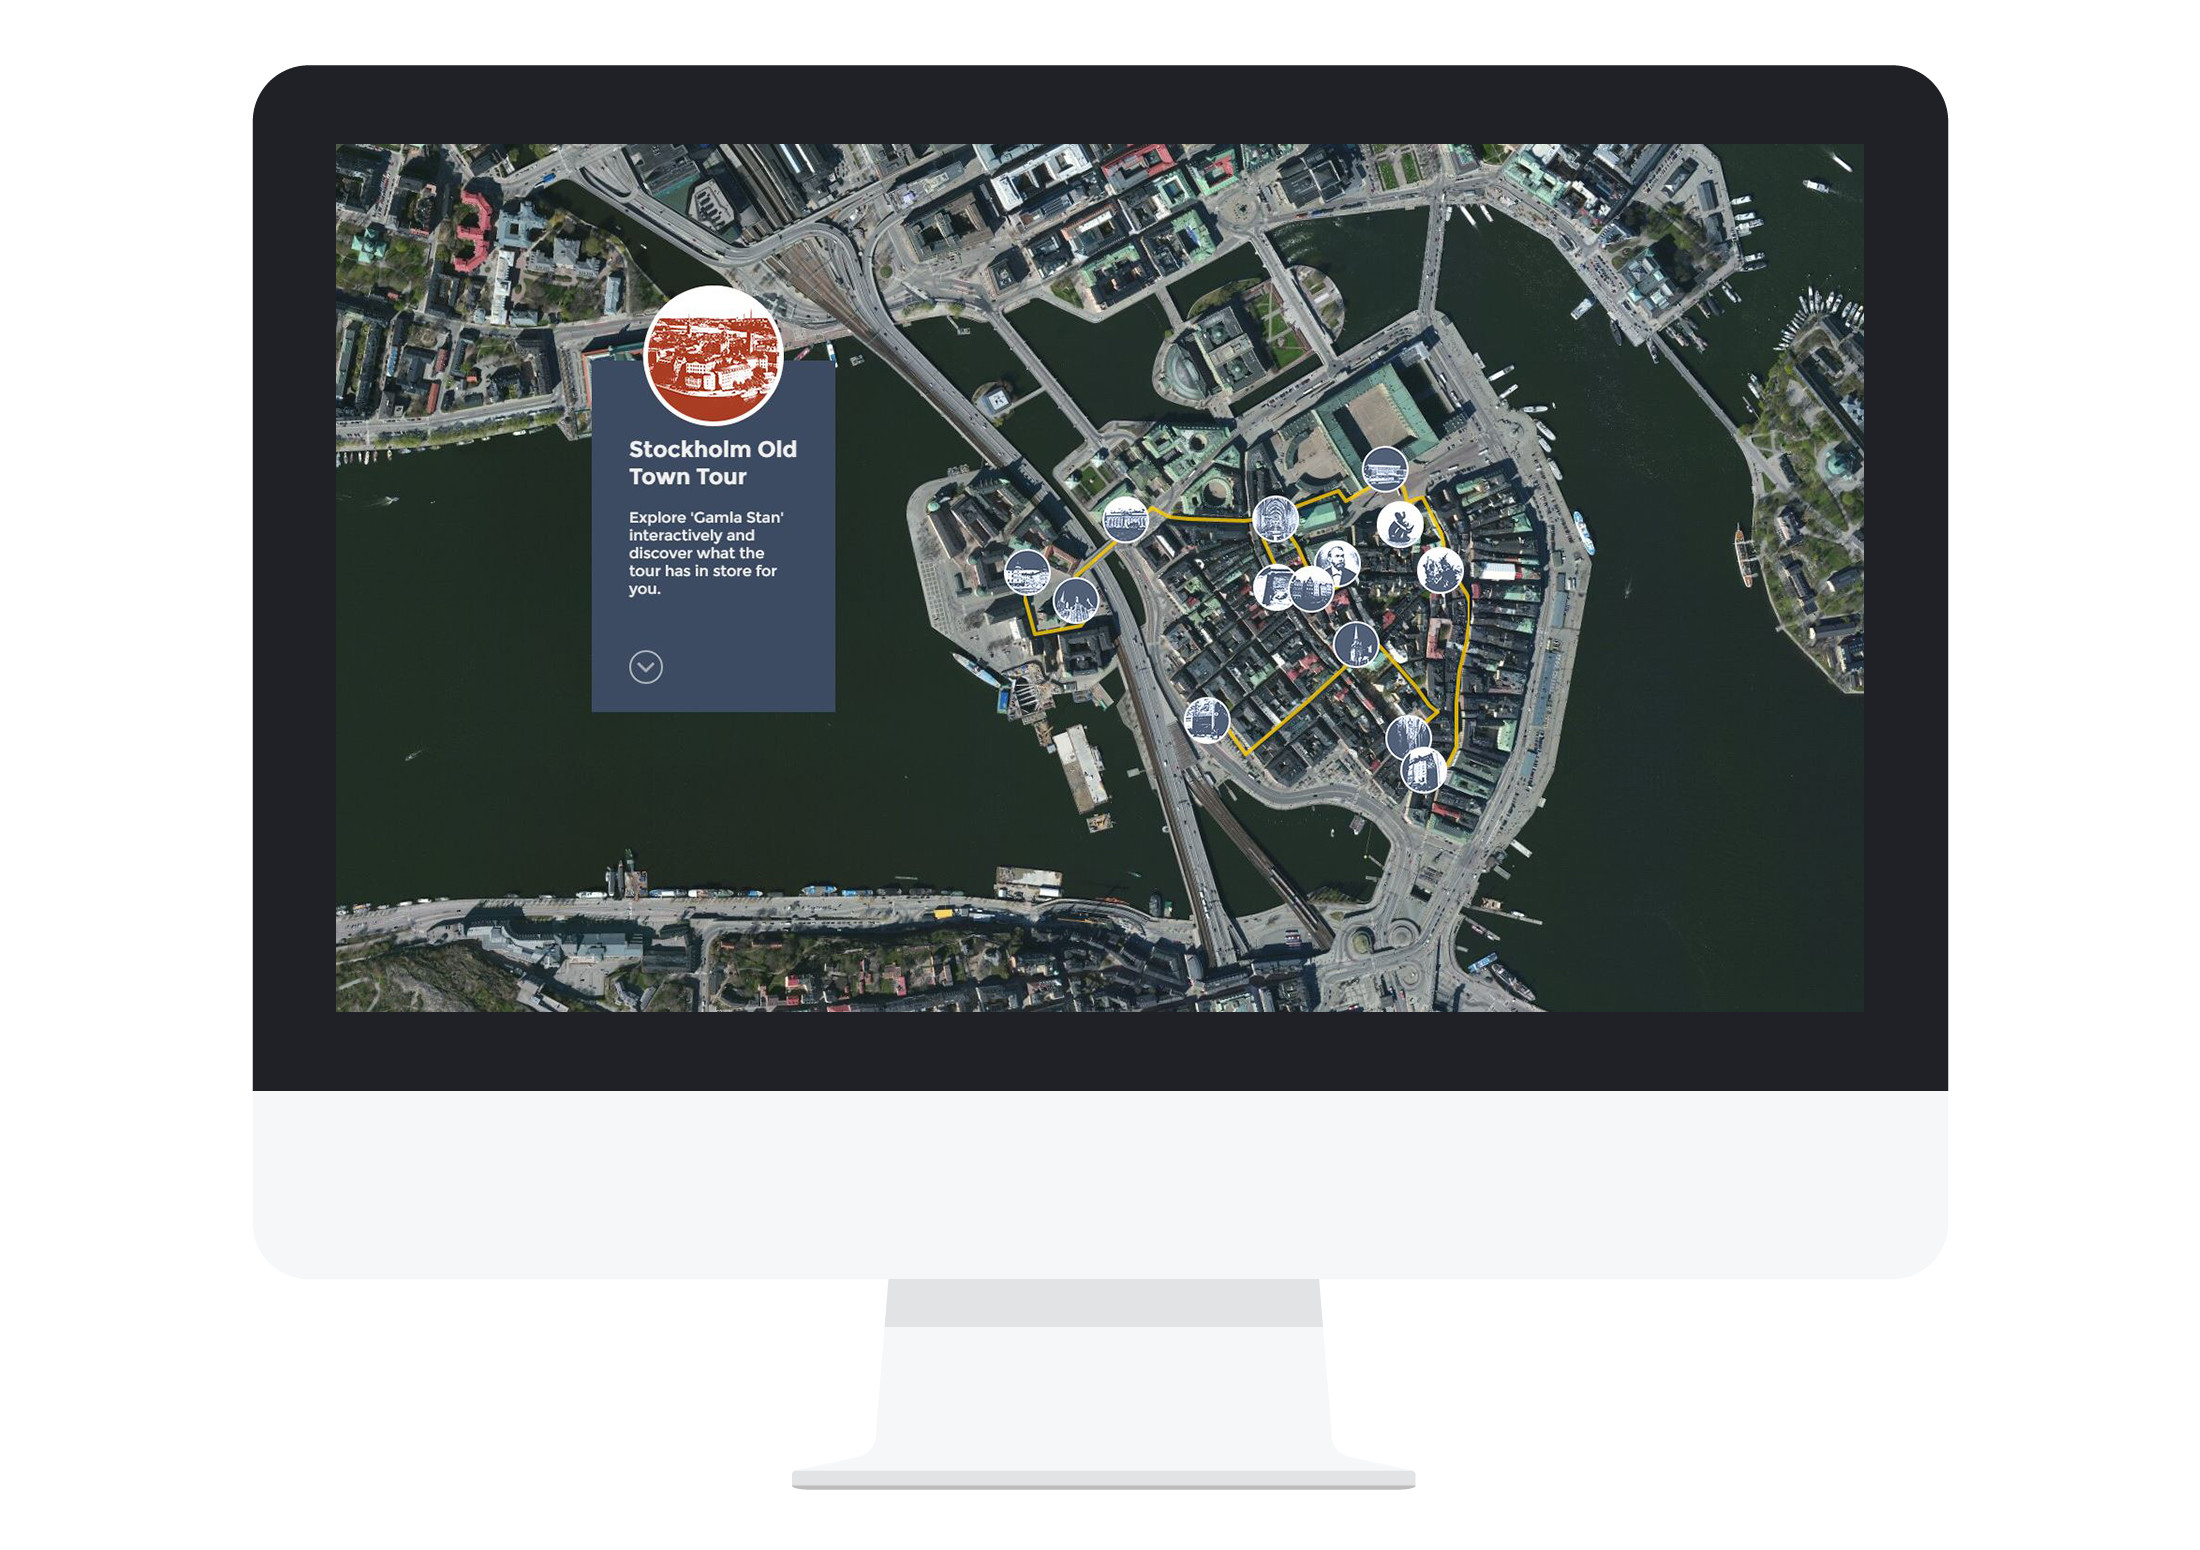 Stockholm Old
Town Tour
Explore 'Gamla Stan'
interactively and
discover what the
tour has in store for
you.